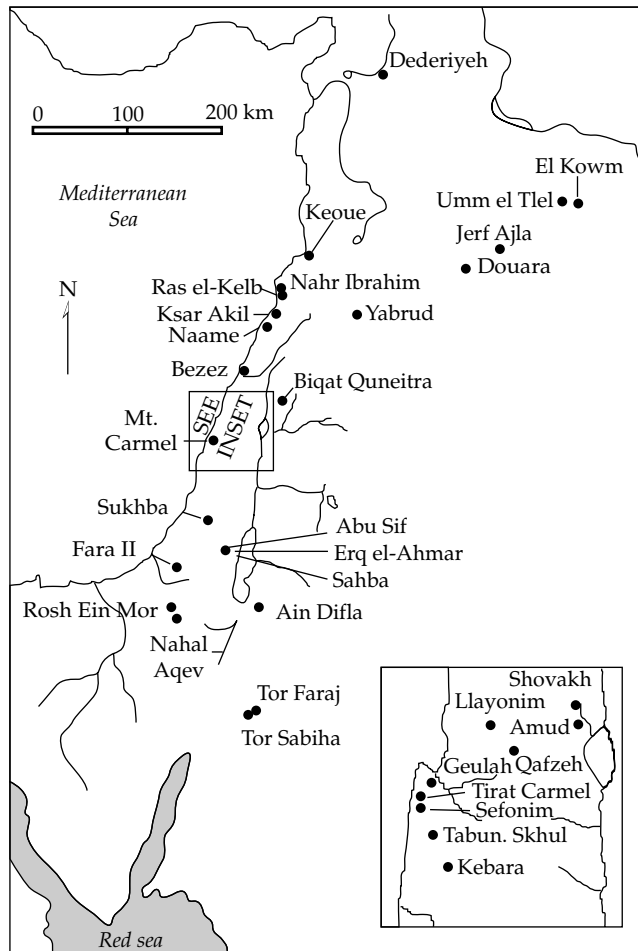 Dederiyeh
0 100 200 km
El Kowm
Mediterranean
Sea
Umm el Tlel
Keoue
Jerf Ajla
Douara
N
Ras el-Kelb
Nahr Ibrahim
Ksar Akil
Yabrud
Naame
Bezez
Biqat Quneitra
SEE
INSET
Mt.
Carmel
Sukhba
Abu Sif
Fara II
Erq el-Ahmar
Sahba
Rosh Ein Mor
Ain Difla
Nahal
Aqev
Tor Faraj
Tor Sabiha
Red sea
Shovakh
Llayonim
Amud
Geulah
Qafzeh
Tirat Carmel
Sefonim
Tabun. Skhul
Kebara